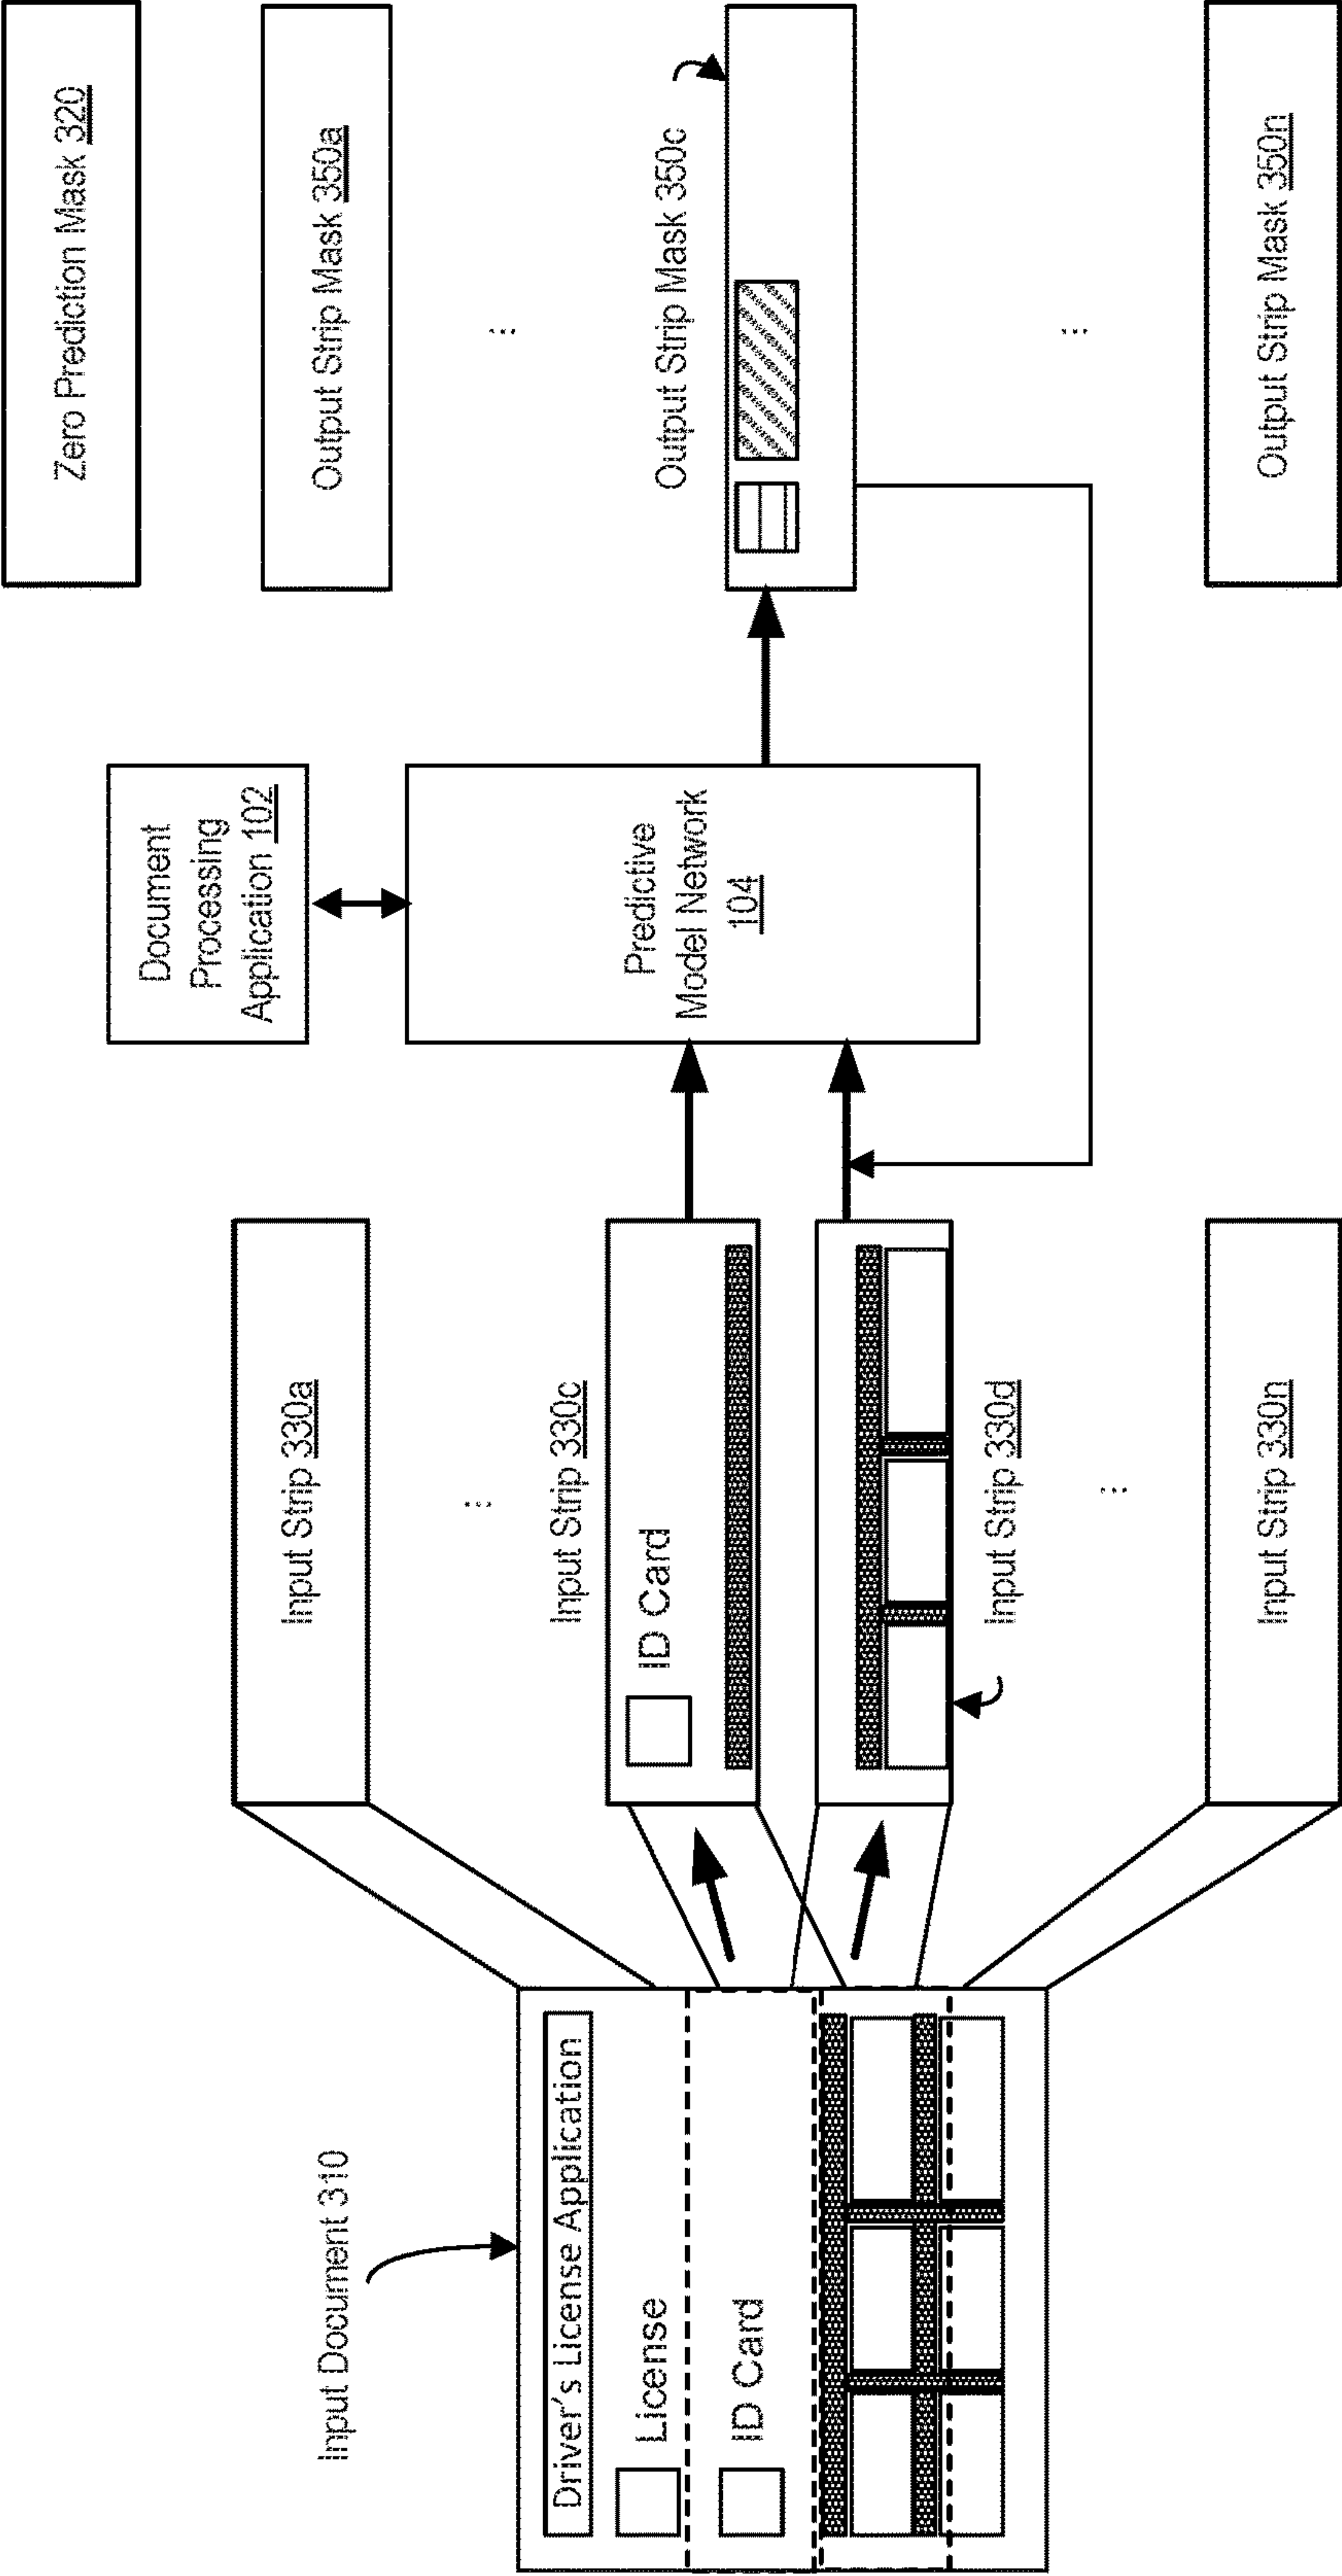 Input Document 310
Driver's License Application
License
ID Card
Input Strip 330a
...
Input Strip 330c
ID Card
Input Strip 330d
...
Input Strip 330n
Document
Processing
Application 102
Predictive
Model Network
104
Zero Prediction Mask 320
Output Strip Mask 350a
...
Output Strip Mask 350c
...
Output Strip Mask 350n